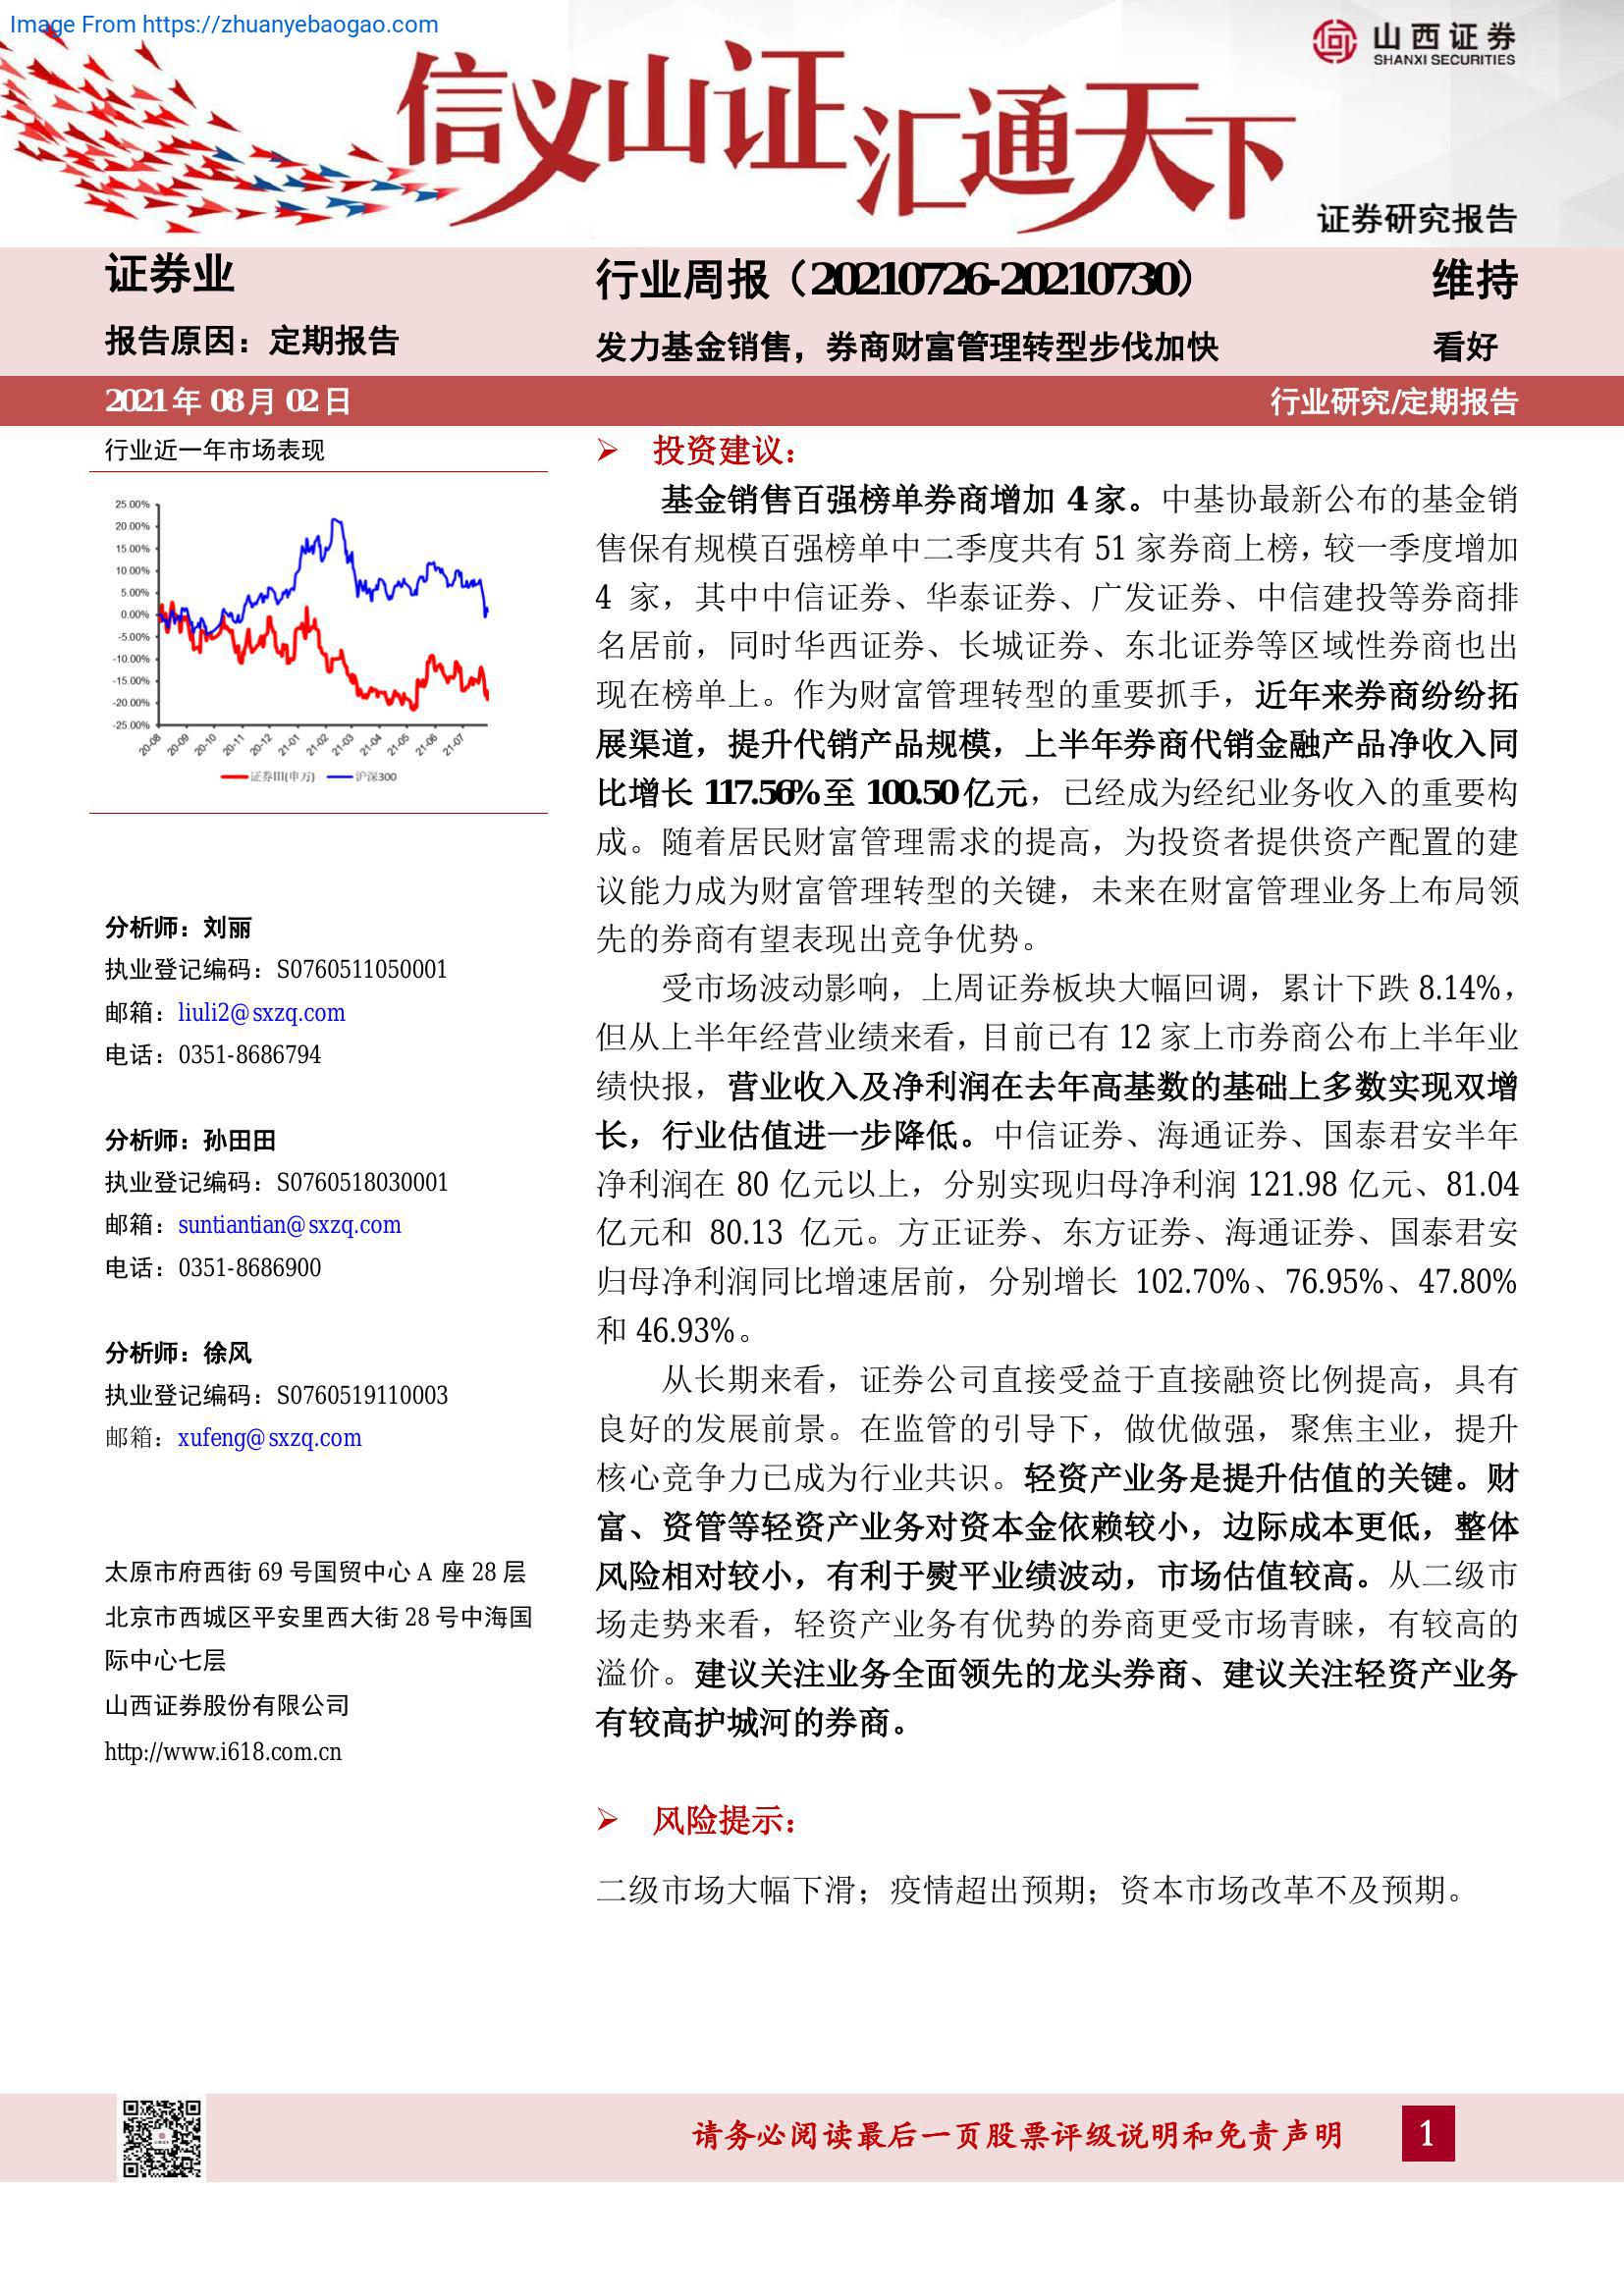 Image From https://zhuanyebaogao.com
山西证券
SHANXI SECURITIES
信义山证汇通天下
证券研究报告
证券业
行业周报（20210726-20210730）
维持
报告原因：定期报告
发力基金销售，券商财富管理转型步伐加快
看好
2021 年 08 月 02 日
行业研究/定期报告
行业近一年市场表现
25.00%
20.00%
15.00%
10.00%
5.00%
0.00%
-5.00%
-10.00%
-15.00%
-20.00%
-25.00%
20-08 20-09 20-10 20-11 20-12 21-01 21-02 21-03 21-04 21-05 21-06 21-07
证券III(申万) 沪深300
分析师：刘丽
执业登记编码：S0760511050001
邮箱：liuli2@sxzq.com
电话：0351-8686794
分析师：孙田田
执业登记编码：S0760518030001
邮箱：suntiantian@sxzq.com
电话：0351-8686900
分析师：徐风
执业登记编码：S0760519110003
邮箱：xufeng@sxzq.com
太原市府西街 69 号国贸中心 A 座 28 层
北京市西城区平安里西大街 28 号中海国
际中心七层
山西证券股份有限公司
http://www.i618.com.cn
投资建议：
基金销售百强榜单券商增加 4 家。中基协最新公布的基金销
售保有规模百强榜单中二季度共有 51 家券商上榜，较一季度增加
4 家，其中中信证券、华泰证券、广发证券、中信建投等券商排
名居前，同时华西证券、长城证券、东北证券等区域性券商也出
现在榜单上。作为财富管理转型的重要抓手，近年来券商纷纷拓
展渠道，提升代销产品规模，上半年券商代销金融产品净收入同
比增长 117.56%至 100.50 亿元，已经成为经纪业务收入的重要构
成。随着居民财富管理需求的提高，为投资者提供资产配置的建
议能力成为财富管理转型的关键，未来在财富管理业务上布局领
先的券商有望表现出竞争优势。
受市场波动影响，上周证券板块大幅回调，累计下跌 8.14%，
但从上半年经营业绩来看，目前已有 12 家上市券商公布上半年业
绩快报，营业收入及净利润在去年高基数的基础上多数实现双增
长，行业估值进一步降低。中信证券、海通证券、国泰君安半年
净利润在 80 亿元以上，分别实现归母净利润 121.98 亿元、81.04
亿元和 80.13 亿元。方正证券、东方证券、海通证券、国泰君安
归母净利润同比增速居前，分别增长 102.70%、76.95%、47.80%
和 46.93%。
从长期来看，证券公司直接受益于直接融资比例提高，具有
良好的发展前景。在监管的引导下，做优做强，聚焦主业，提升
核心竞争力已成为行业共识。轻资产业务是提升估值的关键。财
富、资管等轻资产业务对资本金依赖较小，边际成本更低，整体
风险相对较小，有利于熨平业绩波动，市场估值较高。从二级市
场走势来看，轻资产业务有优势的券商更受市场青睐，有较高的
溢价。建议关注业务全面领先的龙头券商、建议关注轻资产业务
有较高护城河的券商。
风险提示：
二级市场大幅下滑；疫情超出预期；资本市场改革不及预期。
请务必阅读最后一页股票评级说明和免责声明
1